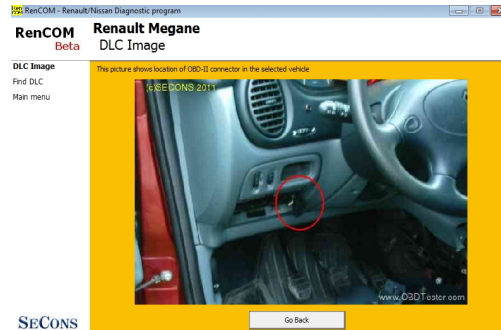 RenCOM - Renault/Nissan Diagnostic program
RenCOM
Beta
Renault Megane
DLC Image
DLC Image
Find DLC
Main menu
This picture shows location of OBD-II connector in the selected vehicle
(c)SECONS 2011
www.OBDTester.com
SECONS
Go Back